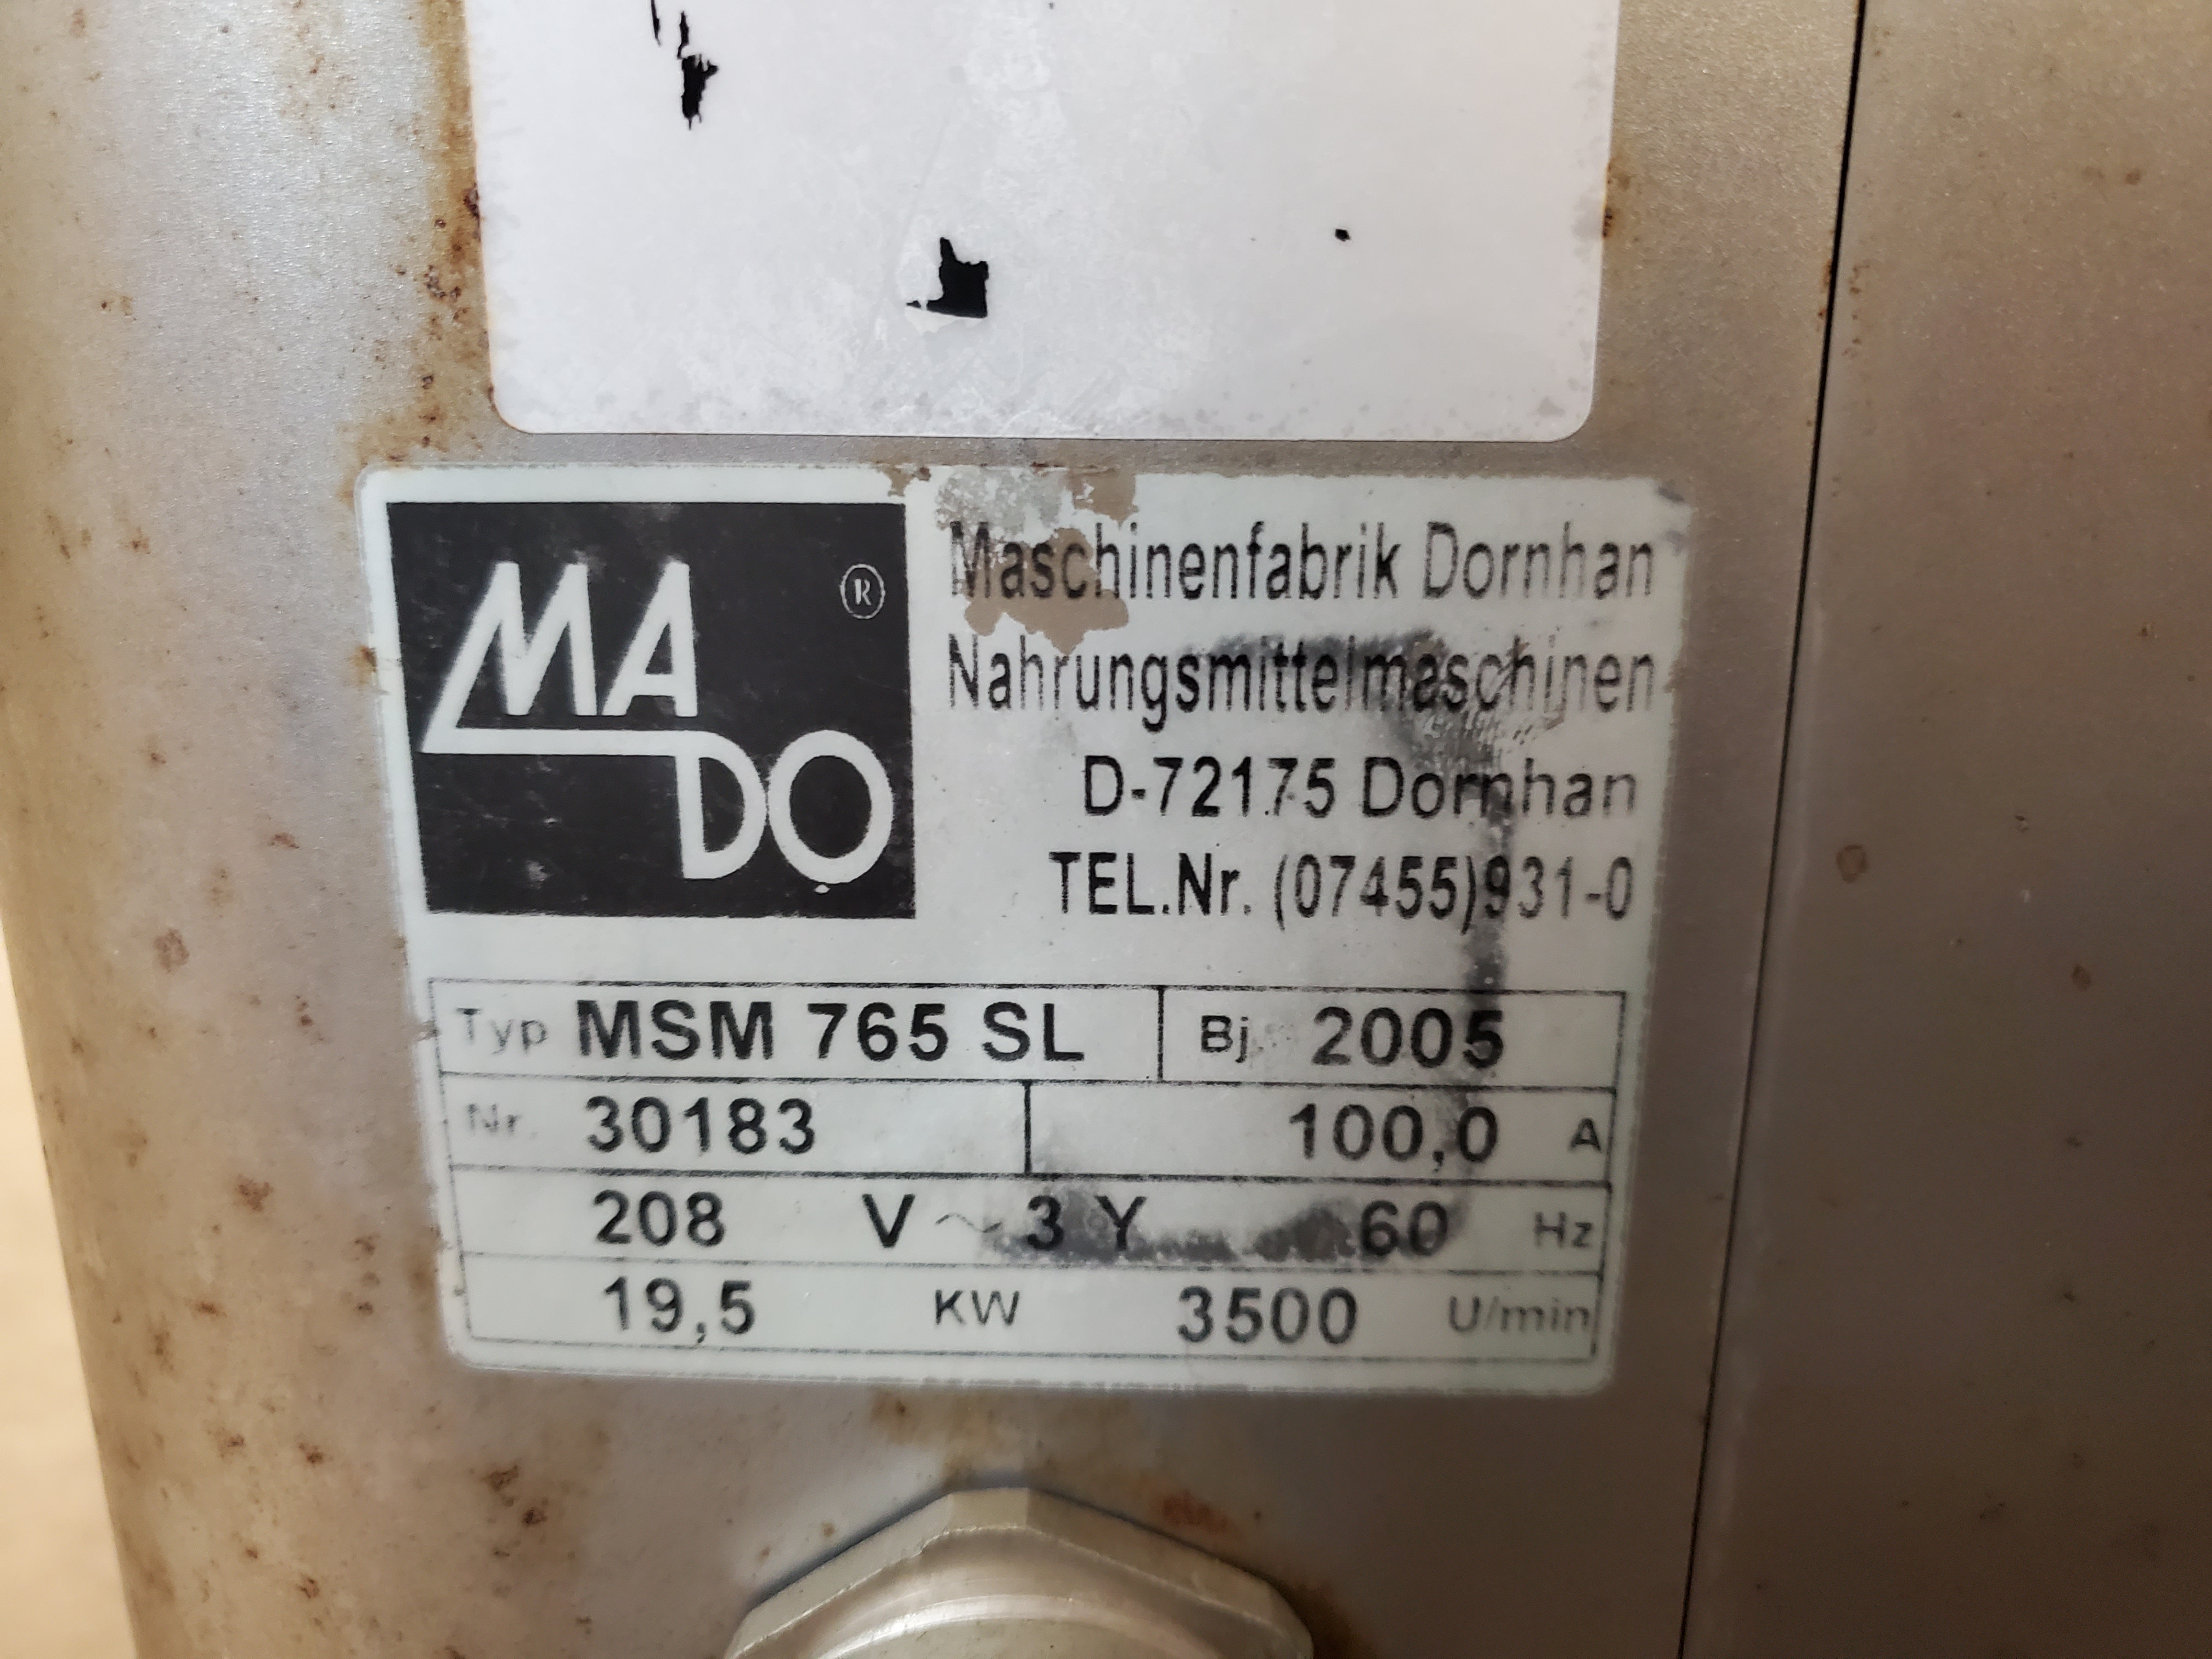 MA
DO
®
Maschinenfabrik Dornhan
Nahrungsmittelmaschinen
D-72175 Dornhan
TEL.Nr. (07455)931-0
Typ MSM 765 SL Bj. 2005
Nr. 30183 100,0 A
208 V ~ 3 Y 60 Hz
19,5 KW 3500 U/min